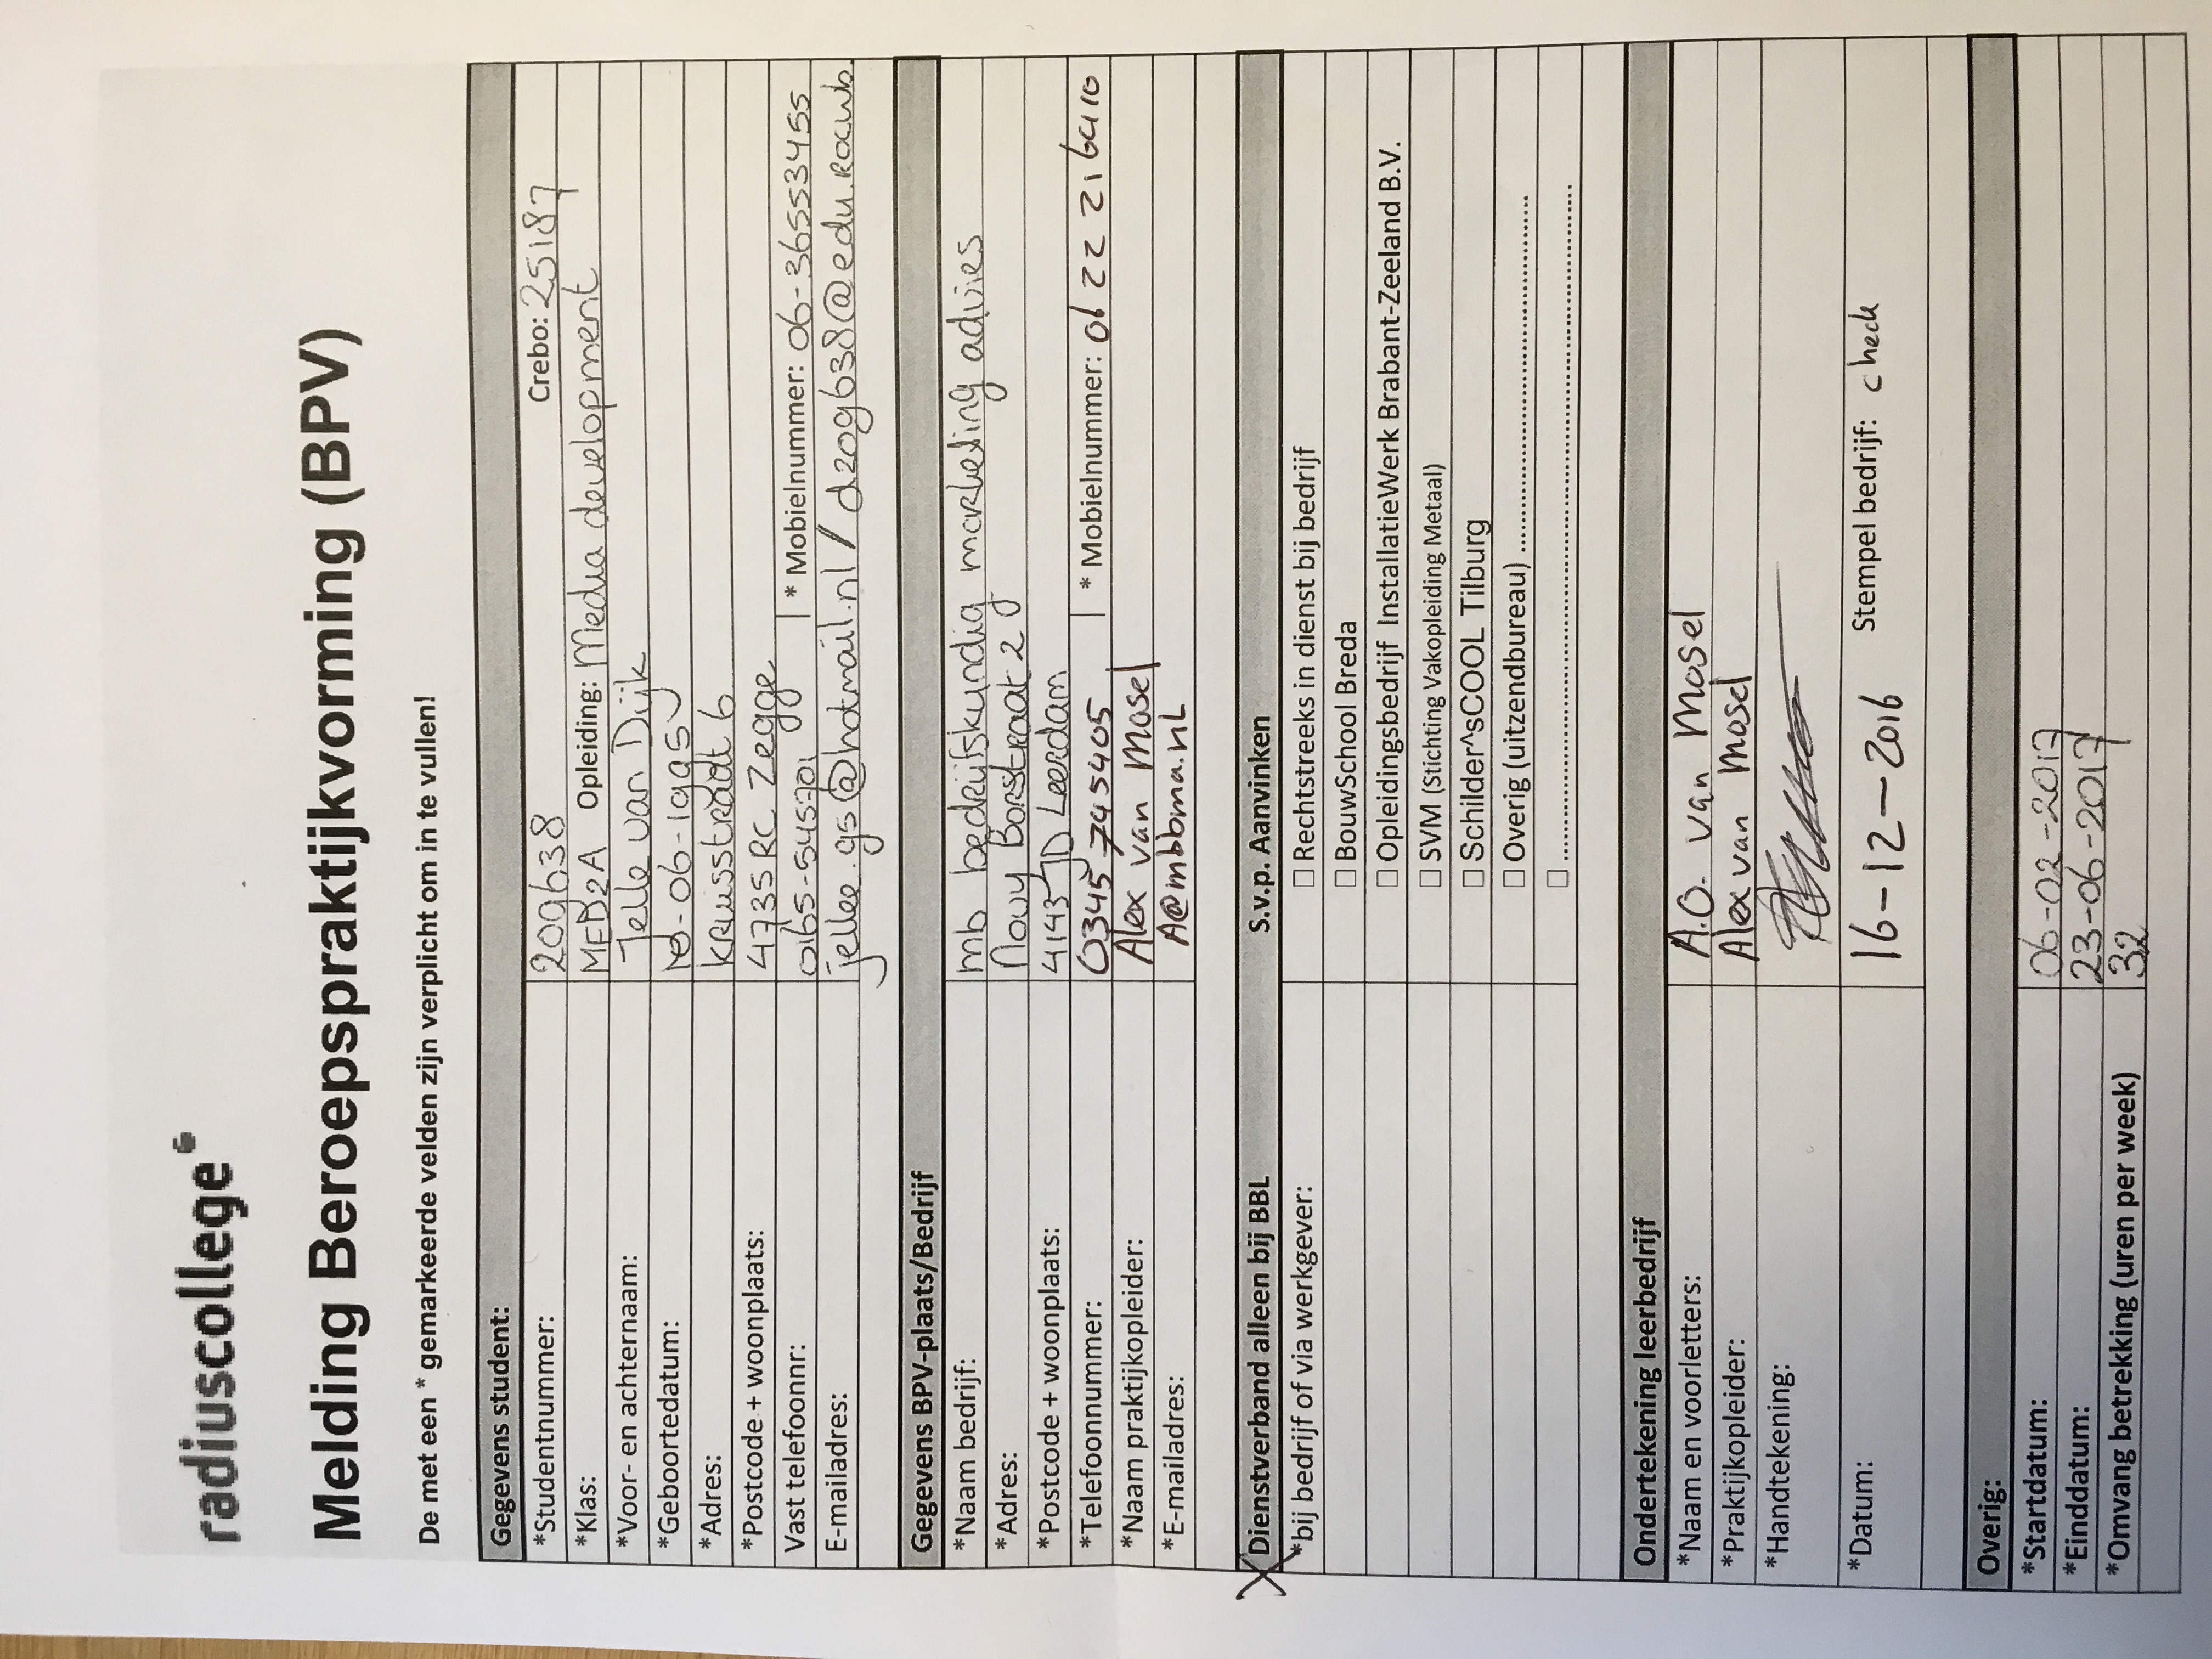 radiuscollege
Melding Beroepspraktijkvorming (BPV)
De met een * gemarkeerde velden zijn verplicht om in te vullen!
Gegevens student:
*Studentnummer: 209638 Crebo: 25187
*Klas: MED2A Opleiding: Media development
*Voor- en achternaam: Jelle van Dijk
*Geboortedatum: -06-1995
*Adres: kruisstraat 6
*Postcode + woonplaats: 4735 RC Zegge
Vast telefoonnr: 0165-545701 * Mobielnummer: 06-36553455
E-mailadres: jellee.gs@hotmail.nl / d209638@edu.rocwb.
Gegevens BPV-plaats/Bedrijf
*Naam bedrijf: mb bedrijfskundig marketing advies
*Adres: Nouy Borstraat 2
*Postcode + woonplaats: 4143 JD Leerdam
*Telefoonnummer: 0345 745405 * Mobielnummer: 06 22 21 6410
*Naam praktijkopleider: Alex van Mosel
*E-mailadres: A@mbbma.nL
X Dienstverband alleen bij BBL S.v.p. Aanvinken
*bij bedrijf of via werkgever: □ Rechtstreeks in dienst bij bedrijf
□ BouwSchool Breda
□ Opleidingsbedrijf InstallatieWerk Brabant-Zeeland B.V.
□ SVM (Stichting Vakopleiding Metaal)
□ Schilder^sCOOL Tilburg
□ Overig (uitzendbureau) ............................................................
□ ..................................................................................................
Ondertekening leerbedrijf
*Naam en voorletters: A.O. van Mosel
*Praktijkopleider: Alex van Mosel
*Handtekening:
*Datum: 16-12-2016 Stempel bedrijf: check
Overig:
*Startdatum: 06-02-2017
*Einddatum: 23-06-2017
*Omvang betrekking (uren per week) 32